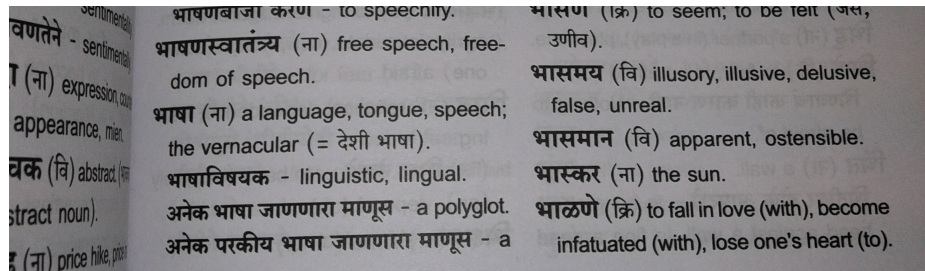 sentimentally
वणतेने - sentimentally
(ना) expression,
appearance, mien.
चक (वि) abstract
stract noun).
(ना) price hike,
भाषणबाजी करणे - to speechify.
भाषणस्वातंत्र्य (ना) free speech, free-
dom of speech.
भाषा (ना) a language, tongue, speech;
the vernacular (= देशी भाषा).
भाषाविषयक - linguistic, lingual.
अनेक भाषा जाणणारा माणूस - a polyglot.
अनेक परकीय भाषा जाणणारा माणूस - a
भासणे (क्रि) to seem; to be felt (जसे,
उणीव).
भासमय (वि) illusory, illusive, delusive,
false, unreal.
भासमान (वि) apparent, ostensible.
भास्कर (ना) the sun.
भाळणे (क्रि) to fall in love (with), become
infatuated (with), lose one's heart (to).